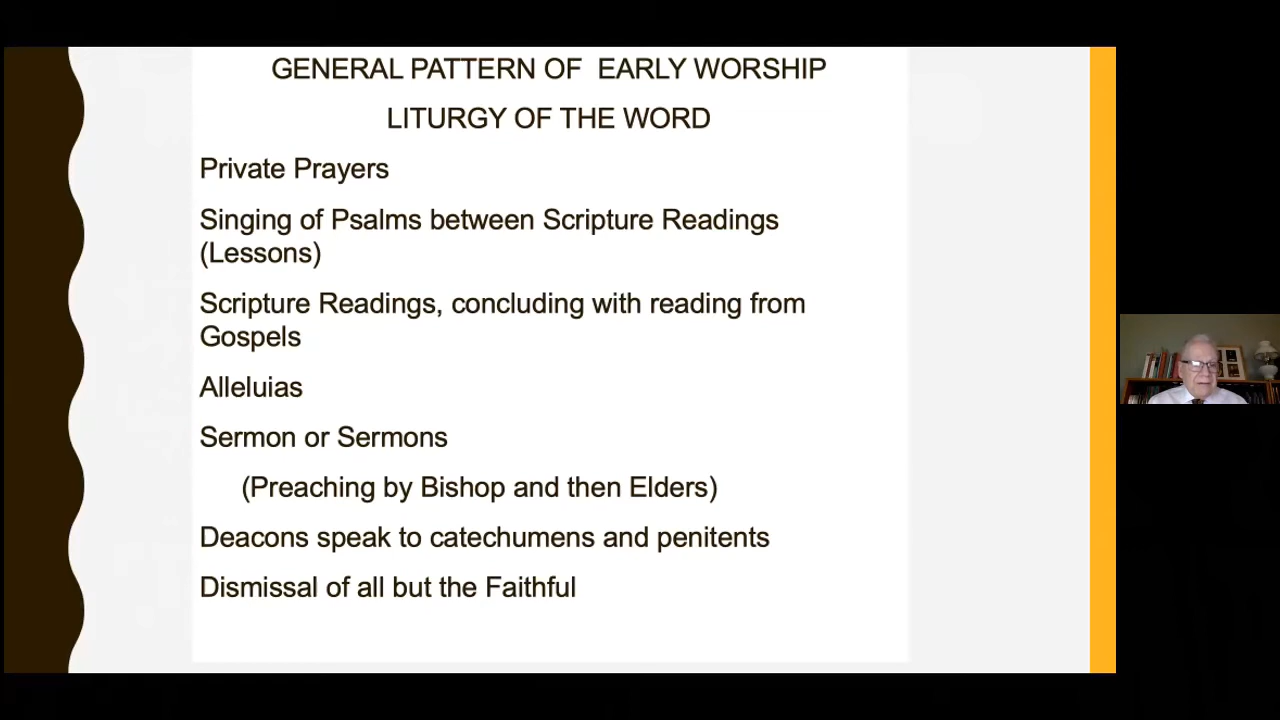 GENERAL PATTERN OF EARLY WORSHIP
LITURGY OF THE WORD
Private Prayers
Singing of Psalms between Scripture Readings
(Lessons)
Scripture Readings, concluding with reading from
Gospels
Alleluias
Sermon or Sermons
(Preaching by Bishop and then Elders)
Deacons speak to catechumens and penitents
Dismissal of all but the Faithful